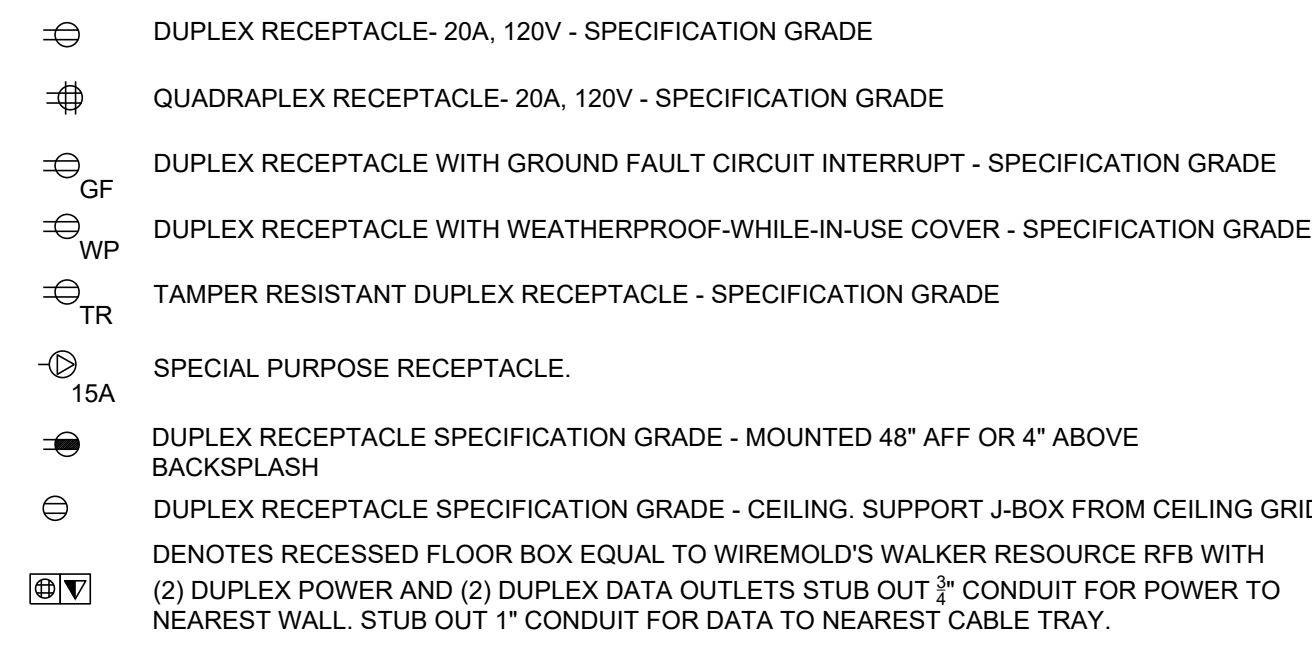 DUPLEX RECEPTACLE- 20A, 120V - SPECIFICATION GRADE
QUADRAPLEX RECEPTACLE- 20A, 120V - SPECIFICATION GRADE
GF DUPLEX RECEPTACLE WITH GROUND FAULT CIRCUIT INTERRUPT - SPECIFICATION GRADE
WP DUPLEX RECEPTACLE WITH WEATHERPROOF-WHILE-IN-USE COVER - SPECIFICATION GRADE
TR TAMPER RESISTANT DUPLEX RECEPTACLE - SPECIFICATION GRADE
15A SPECIAL PURPOSE RECEPTACLE.
DUPLEX RECEPTACLE SPECIFICATION GRADE - MOUNTED 48" AFF OR 4" ABOVE
BACKSPLASH
DUPLEX RECEPTACLE SPECIFICATION GRADE - CEILING. SUPPORT J-BOX FROM CEILING GRID
DENOTES RECESSED FLOOR BOX EQUAL TO WIREMOLD'S WALKER RESOURCE RFB WITH
(2) DUPLEX POWER AND (2) DUPLEX DATA OUTLETS STUB OUT 3/4" CONDUIT FOR POWER TO
NEAREST WALL. STUB OUT 1" CONDUIT FOR DATA TO NEAREST CABLE TRAY.